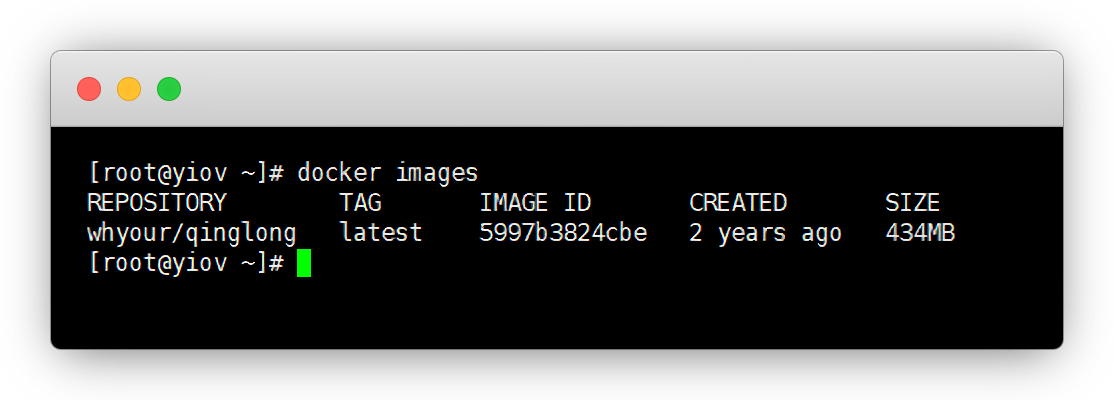 [root@yiov ~]# docker images
REPOSITORY        TAG       IMAGE ID       CREATED       SIZE
whyour/qinglong   latest    5997b3824cbe   2 years ago   434MB
[root@yiov ~]#